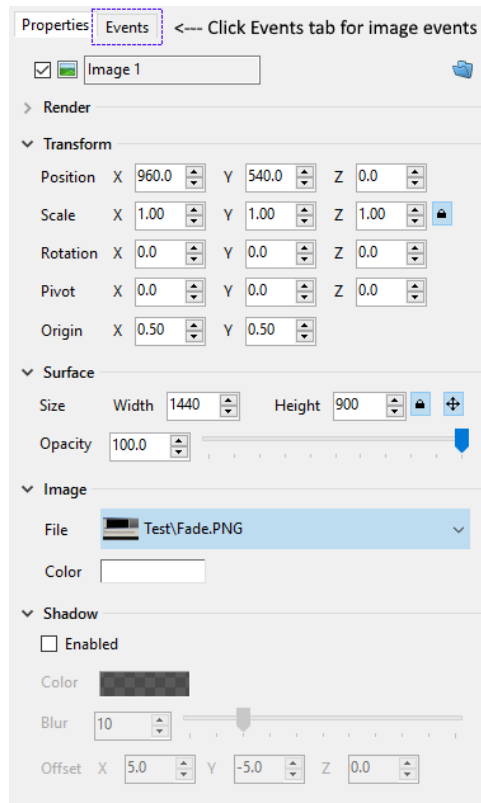 Properties Events <--- Click Events tab for image events
Image 1
Render
Transform
Position X 960.0 Y 540.0 Z 0.0
Scale X 1.00 Y 1.00 Z 1.00
Rotation X 0.0 Y 0.0 Z 0.0
Pivot X 0.0 Y 0.0 Z 0.0
Origin X 0.50 Y 0.50
Surface
Size Width 1440 Height 900
Opacity 100.0
Image
File Test\Fade.PNG
Color
Shadow
Enabled
Color
Blur 10
Offset X 5.0 Y -5.0 Z 0.0